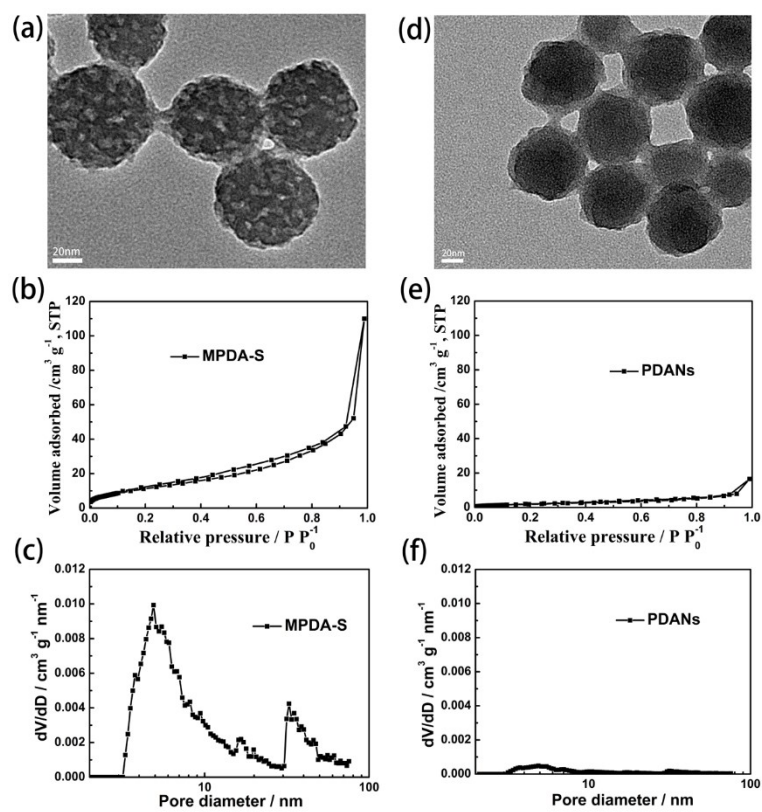 (a)
20nm
(d)
20nm
(b)
Volume adsorbed /cm³ g⁻¹, STP
120
100
80
60
40
20
0
MPDA-S
0.0 0.2 0.4 0.6 0.8 1.0
Relative pressure / P P₀⁻¹
(e)
Volume adsorbed /cm³ g⁻¹, STP
120
100
80
60
40
20
0
PDANs
0.0 0.2 0.4 0.6 0.8 1.0
Relative pressure / P P₀⁻¹
(c)
dV/dD / cm³ g⁻¹ nm⁻¹
0.012
0.010
0.008
0.006
0.004
0.002
0.000
MPDA-S
10 100
Pore diameter / nm
(f)
dV/dD / cm³ g⁻¹ nm⁻¹
0.012
0.010
0.008
0.006
0.004
0.002
0.000
PDANs
10 100
Pore diameter / nm